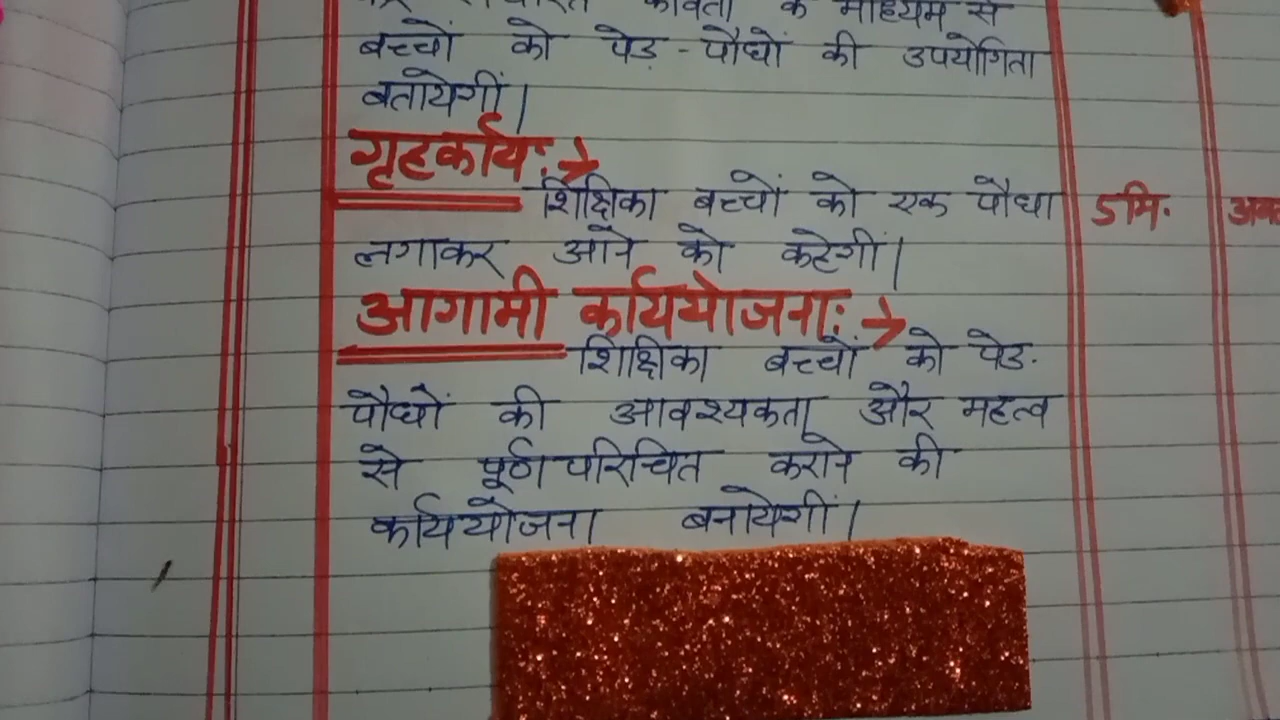 कविता के माध्यम से
बच्चों को पेड़-पौधों की उपयोगिता
बतायेगीं।
गृहकार्य:→
शिक्षिका बच्चों को एक पौधा 5मि.
लगाकर आने को कहेगीं।
आगामी कार्ययोजना:→
शिक्षिका बच्चों को पेड.
पौधों की आवश्यकता और महत्व
से पूर्ण परिचित कराने की
कार्ययोजना बनायेगीं।